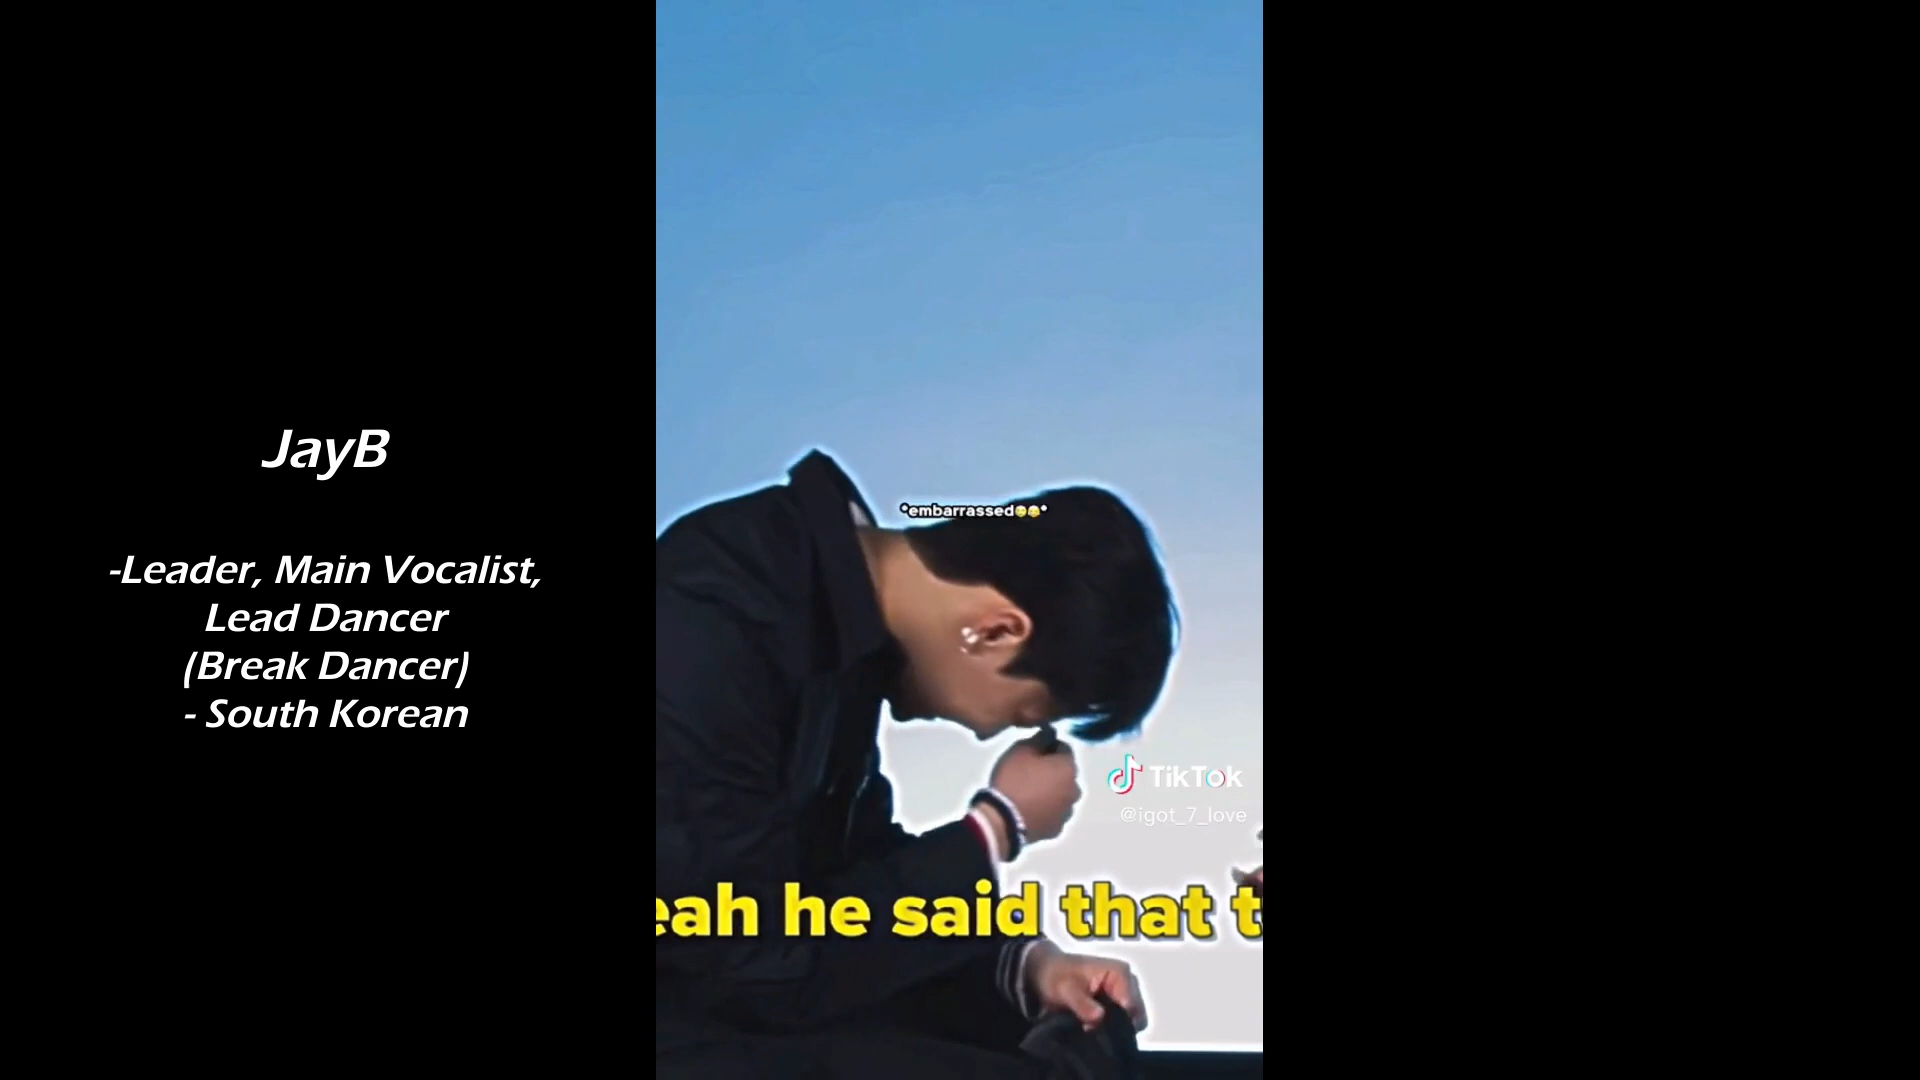 JayB
-Leader, Main Vocalist,
Lead Dancer
(Break Dancer)
- South Korean
*embarrassed😳😂*
TikTok
@igot_7_love
eah he said that t